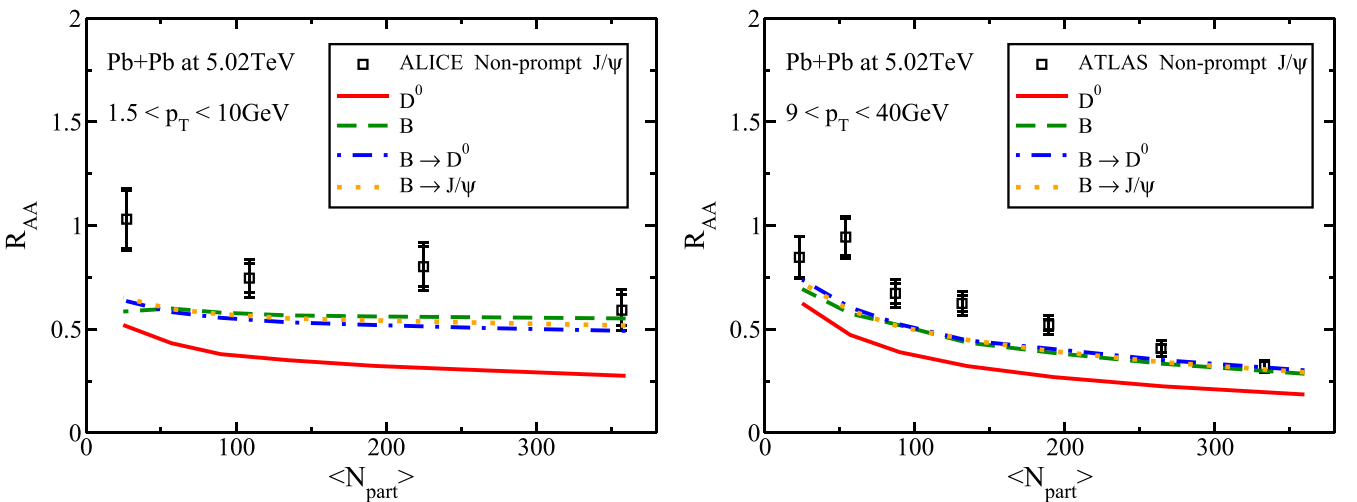 2
1.5
1
0.5
0
R_AA
Pb+Pb at 5.02TeV
1.5 < p_T < 10GeV
ALICE Non-prompt J/ψ
D^0
B
B → D^0
B → J/ψ
0 100 200 300
<N_part>
2
1.5
1
0.5
0
R_AA
Pb+Pb at 5.02TeV
9 < p_T < 40GeV
ATLAS Non-prompt J/ψ
D^0
B
B → D^0
B → J/ψ
0 100 200 300
<N_part>